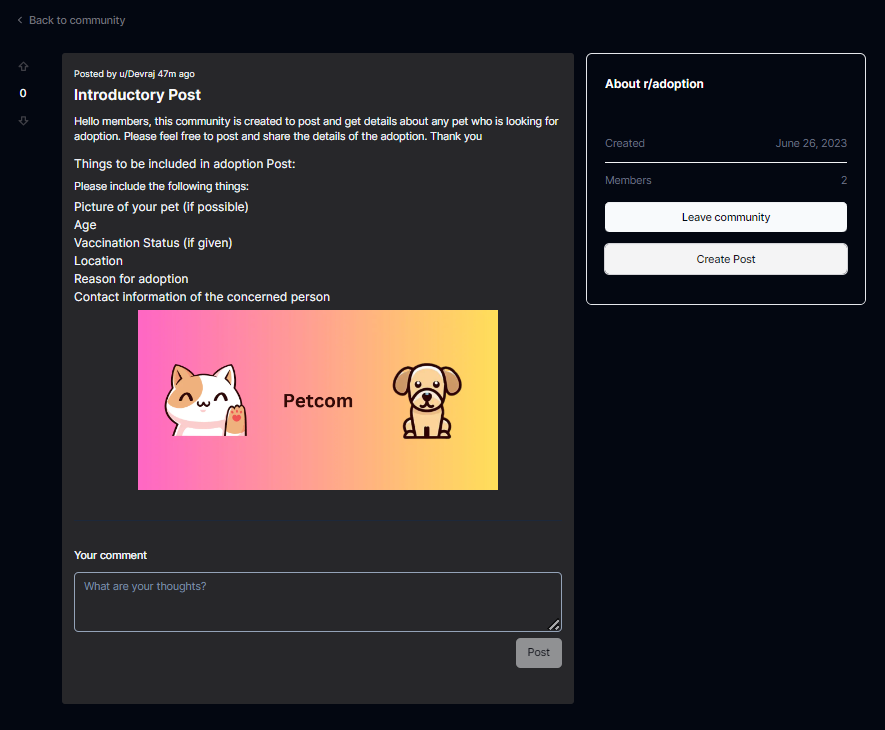 Back to community
Posted by u/Devraj 47m ago
0
Introductory Post
Hello members, this community is created to post and get details about any pet who is looking for
adoption. Please feel free to post and share the details of the adoption. Thank you
Things to be included in adoption Post:
Please include the following things:
Picture of your pet (if possible)
Age
Vaccination Status (if given)
Location
Reason for adoption
Contact information of the concerned person
Petcom
Your comment
What are your thoughts?
Post
About r/adoption
Created June 26, 2023
Members 2
Leave community
Create Post